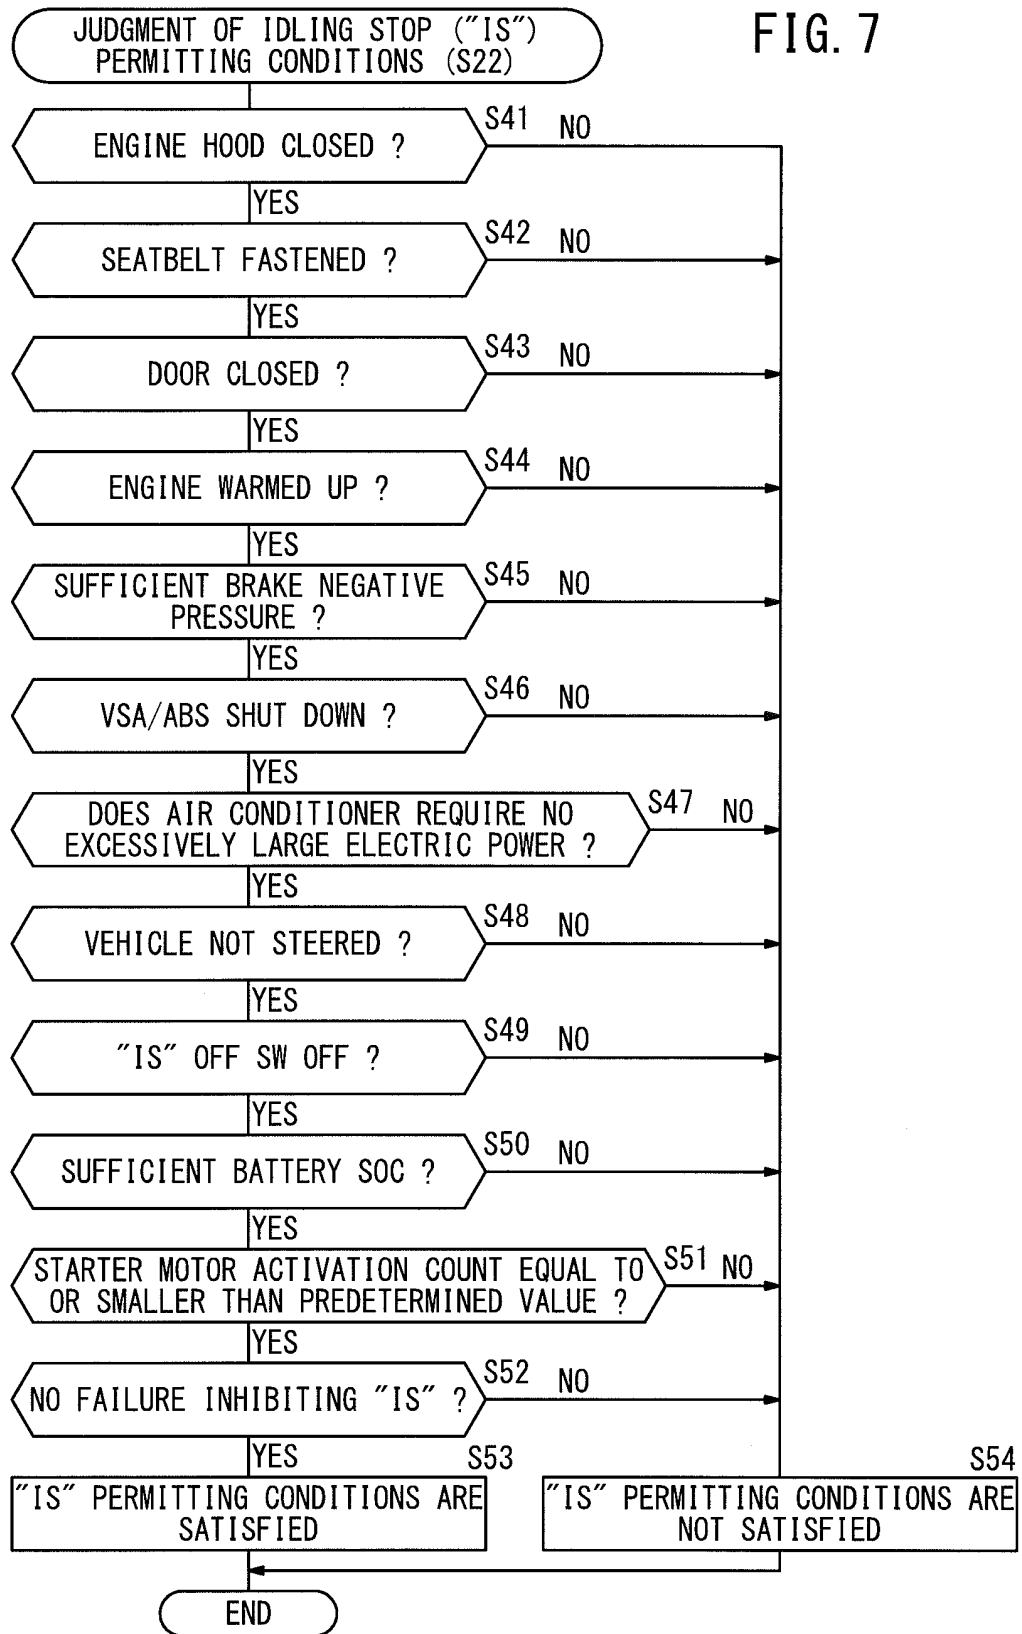 FIG. 7
JUDGMENT OF IDLING STOP ("IS")
PERMITTING CONDITIONS (S22)
ENGINE HOOD CLOSED ?
S41
NO
YES
SEATBELT FASTENED ?
S42
NO
YES
DOOR CLOSED ?
S43
NO
YES
ENGINE WARMED UP ?
S44
NO
YES
SUFFICIENT BRAKE NEGATIVE
PRESSURE ?
S45
NO
YES
VSA/ABS SHUT DOWN ?
S46
NO
YES
DOES AIR CONDITIONER REQUIRE NO
EXCESSIVELY LARGE ELECTRIC POWER ?
S47
NO
YES
VEHICLE NOT STEERED ?
S48
NO
YES
"IS" OFF SW OFF ?
S49
NO
YES
SUFFICIENT BATTERY SOC ?
S50
NO
YES
STARTER MOTOR ACTIVATION COUNT EQUAL TO
OR SMALLER THAN PREDETERMINED VALUE ?
S51
NO
YES
NO FAILURE INHIBITING "IS" ?
S52
NO
YES
S53
"IS" PERMITTING CONDITIONS ARE
SATISFIED
S54
"IS" PERMITTING CONDITIONS ARE
NOT SATISFIED
END